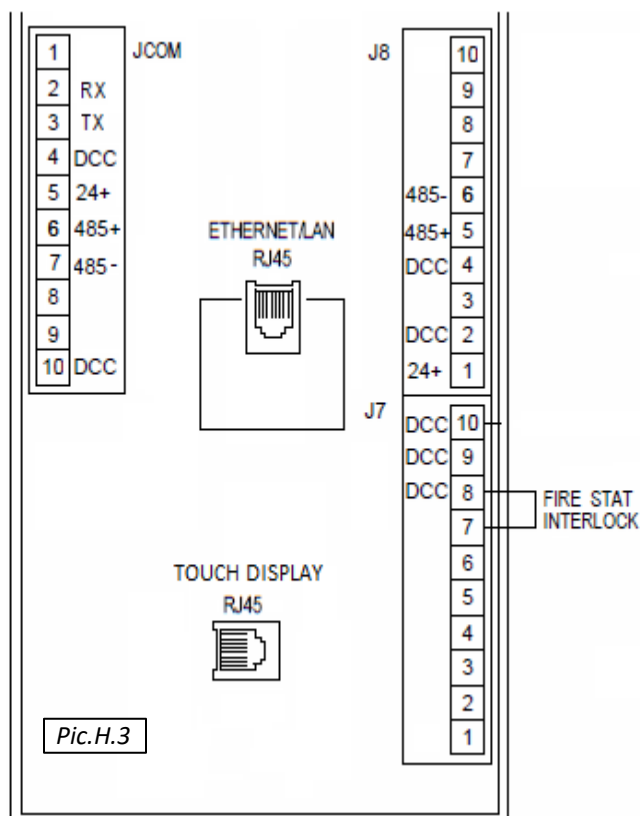 JCOM
1
2 RX
3 TX
4 DCC
5 24+
6 485+
7 485-
8
9
10 DCC
ETHERNET/LAN
RJ45
J8
10
9
8
7
485- 6
485+ 5
DCC 4
3
DCC 2
24+ 1
J7
DCC 10
DCC 9
DCC 8
7
6
5
4
3
2
1
FIRE STAT
INTERLOCK
TOUCH DISPLAY
RJ45
Pic.H.3